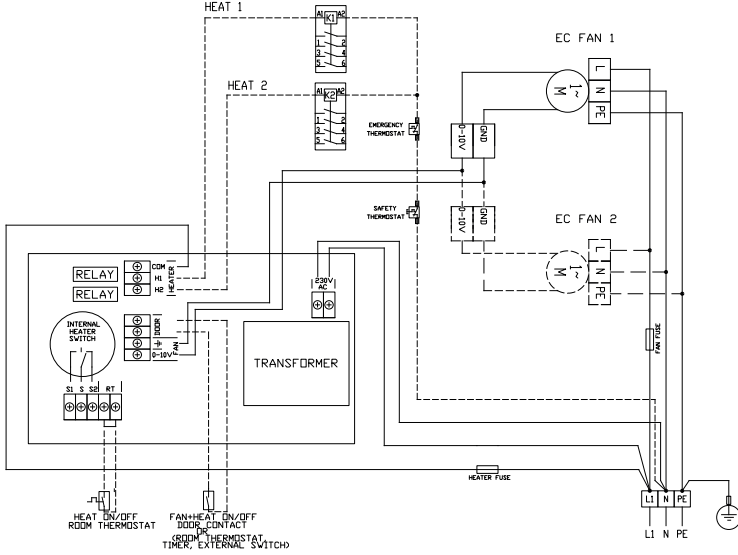 HEAT 1
A1 K1 A2
1 2
3 4
5 6
EC FAN 1
L
N
PE
1~
M
HEAT 2
A1 K2 A2
1 2
3 4
5 6
EMERGENCY
THERMOSTAT
0-10V
GND
SAFETY
THERMOSTAT
0-10V
GND
EC FAN 2
L
N
PE
1~
M
RELAY
RELAY
COM
H1
H2
HEATER
230V
AC
INTERNAL
HEATER
SWITCH
DOOR
FAN
0-10V
TRANSFORMER
FAN FUSE
S1 S S2 RT
HEATER FUSE
HEAT ON/OFF
ROOM THERMOSTAT
FAN+HEAT ON/OFF
DOOR CONTACT
OR
(ROOM THERMOSTAT,
TIMER, EXTERNAL SWITCH)
L1 N PE
L1 N PE